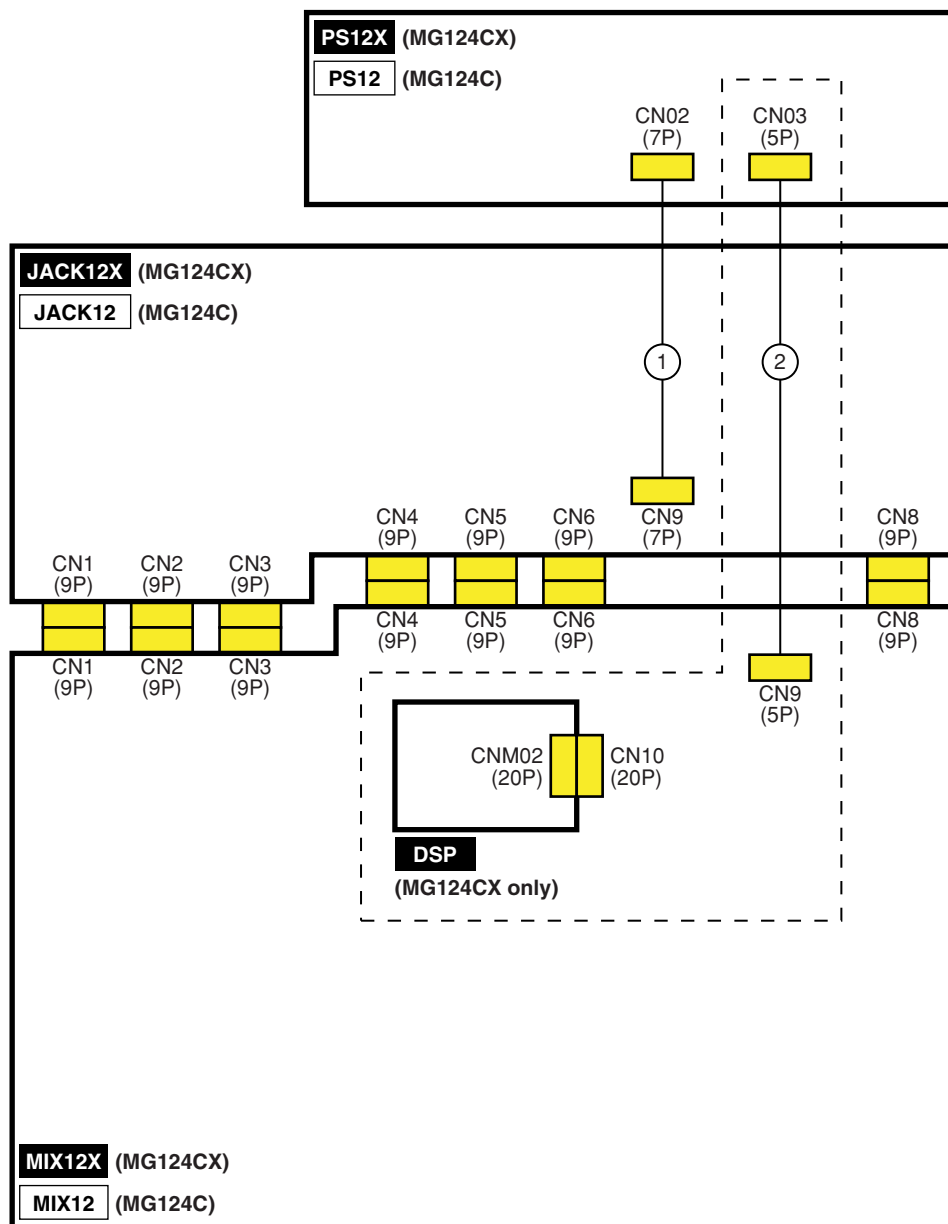 PS12X (MG124CX)
PS12 (MG124C)
CN02
(7P)
CN03
(5P)
JACK12X (MG124CX)
JACK12 (MG124C)
1
2
CN9
(7P)
CN4
(9P)
CN5
(9P)
CN6
(9P)
CN8
(9P)
CN1
(9P)
CN2
(9P)
CN3
(9P)
CN4
(9P)
CN5
(9P)
CN6
(9P)
CN8
(9P)
CN1
(9P)
CN2
(9P)
CN3
(9P)
CN9
(5P)
CNM02
(20P)
CN10
(20P)
DSP
(MG124CX only)
MIX12X (MG124CX)
MIX12 (MG124C)